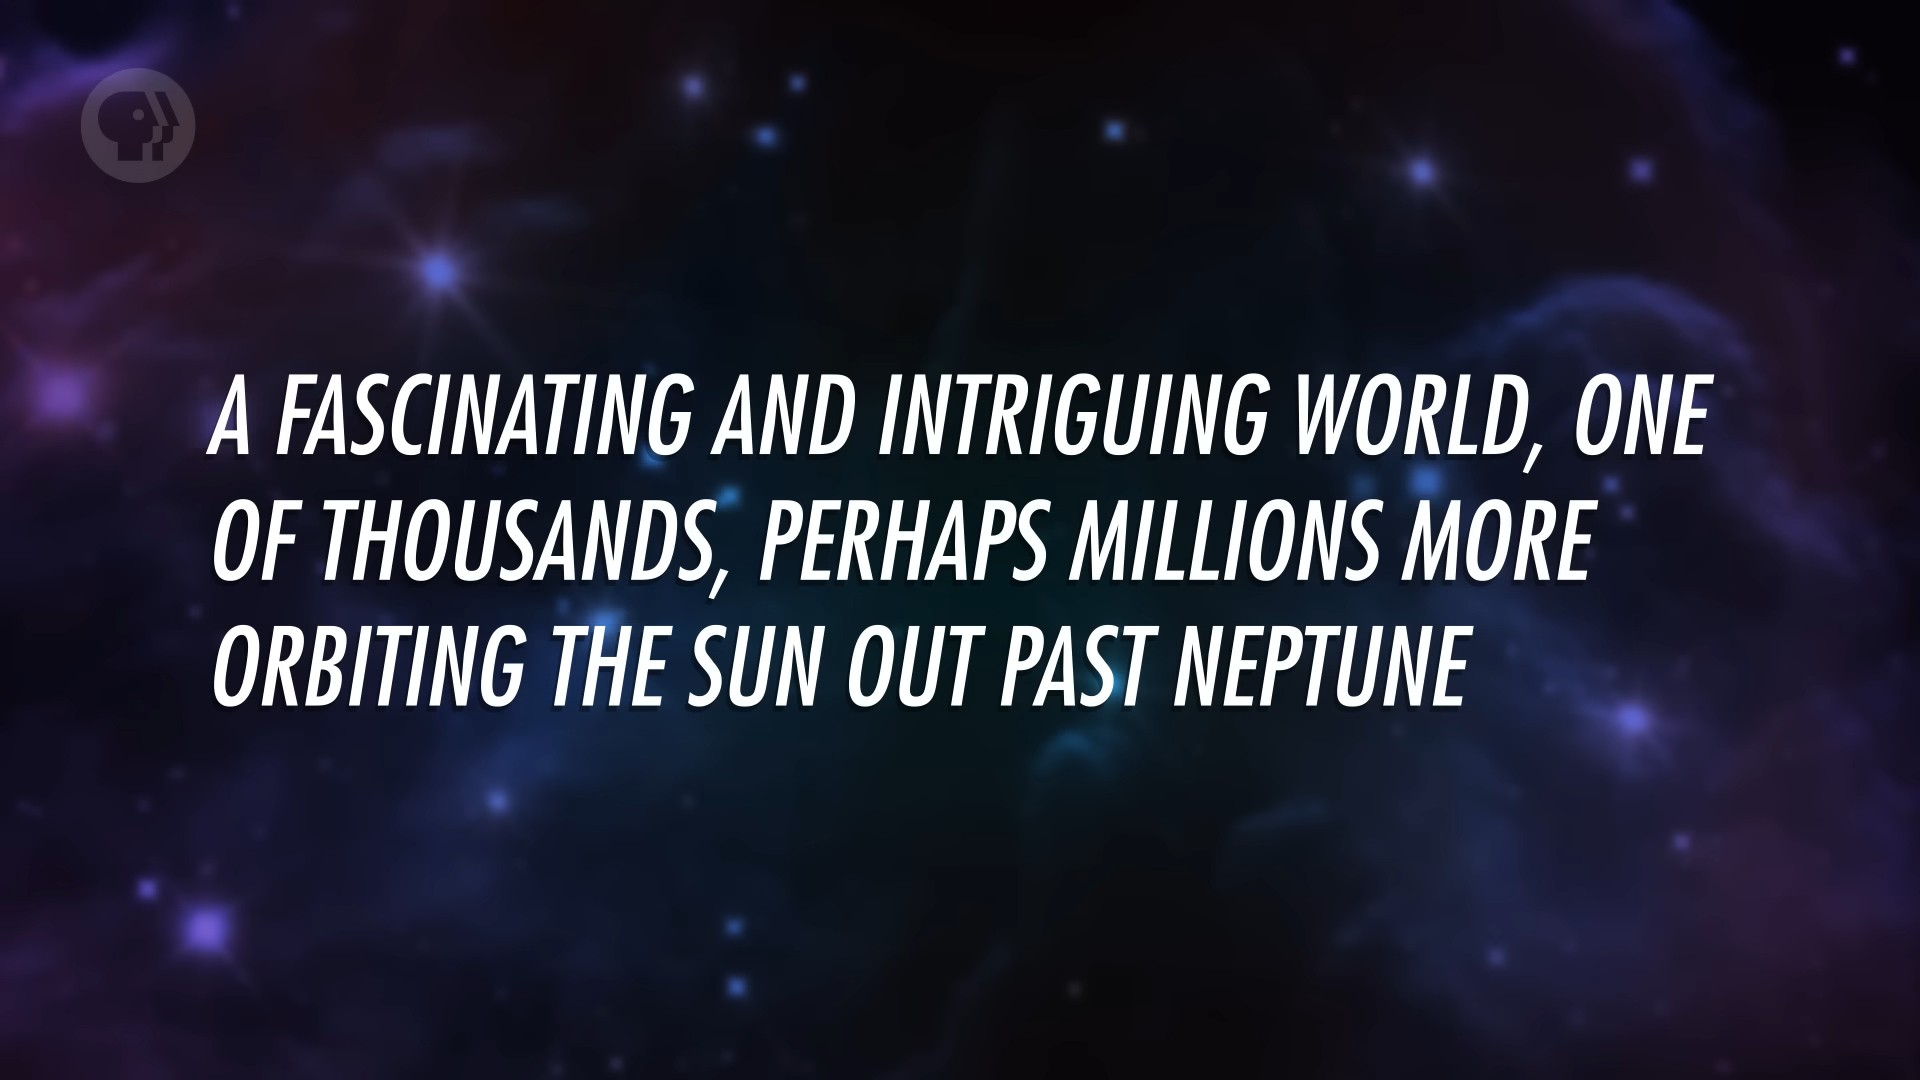 A FASCINATING AND INTRIGUING WORLD, ONE
OF THOUSANDS, PERHAPS MILLIONS MORE
ORBITING THE SUN OUT PAST NEPTUNE